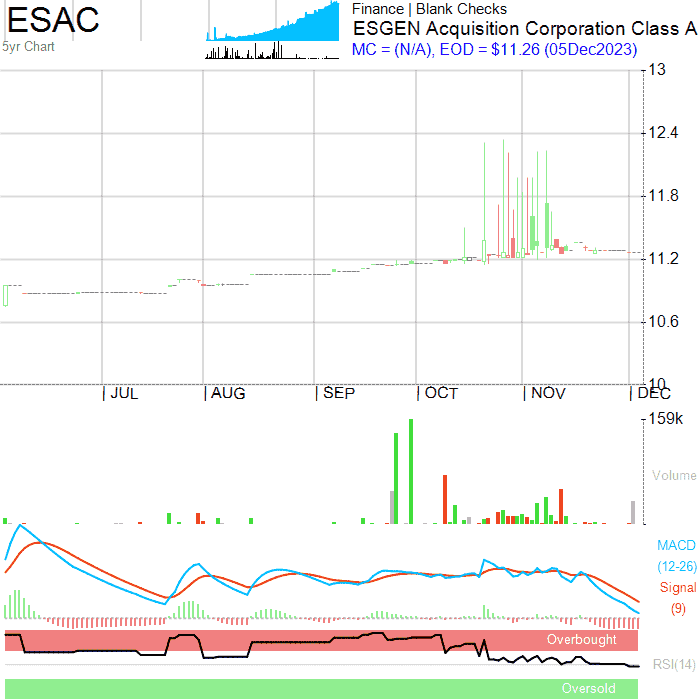 ESAC
5yr Chart
Finance | Blank Checks
ESGEN Acquisition Corporation Class A
MC = (N/A), EOD = $11.26 (05Dec2023)
13
12.4
11.8
11.2
10.6
10
| JUL | AUG | SEP | OCT | NOV | DEC
159k
Volume
MACD
(12-26)
Signal
(9)
Overbought
RSI(14)
Oversold